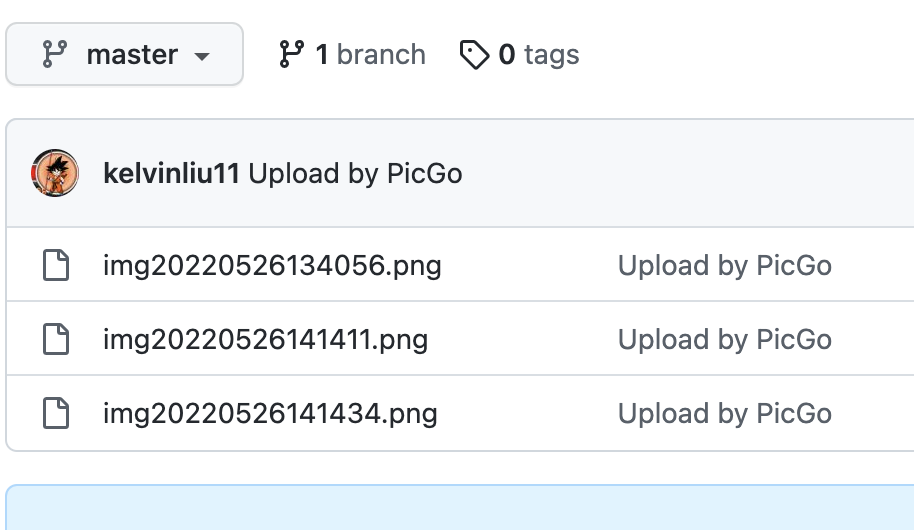 master 1 branch 0 tags
kelvinliu11 Upload by PicGo
img20220526134056.png Upload by PicGo
img20220526141411.png Upload by PicGo
img20220526141434.png Upload by PicGo